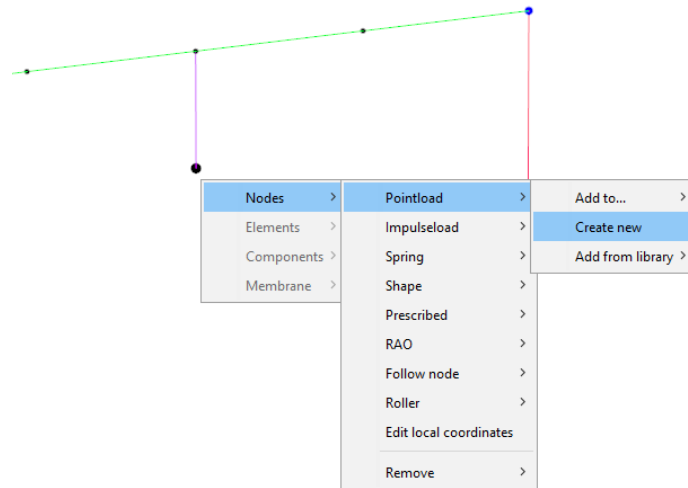 Nodes >
Elements >
Components >
Membrane >
Pointload >
Impulseload >
Spring >
Shape >
Prescribed >
RAO >
Follow node >
Roller >
Edit local coordinates
Remove >
Add to... >
Create new
Add from library >